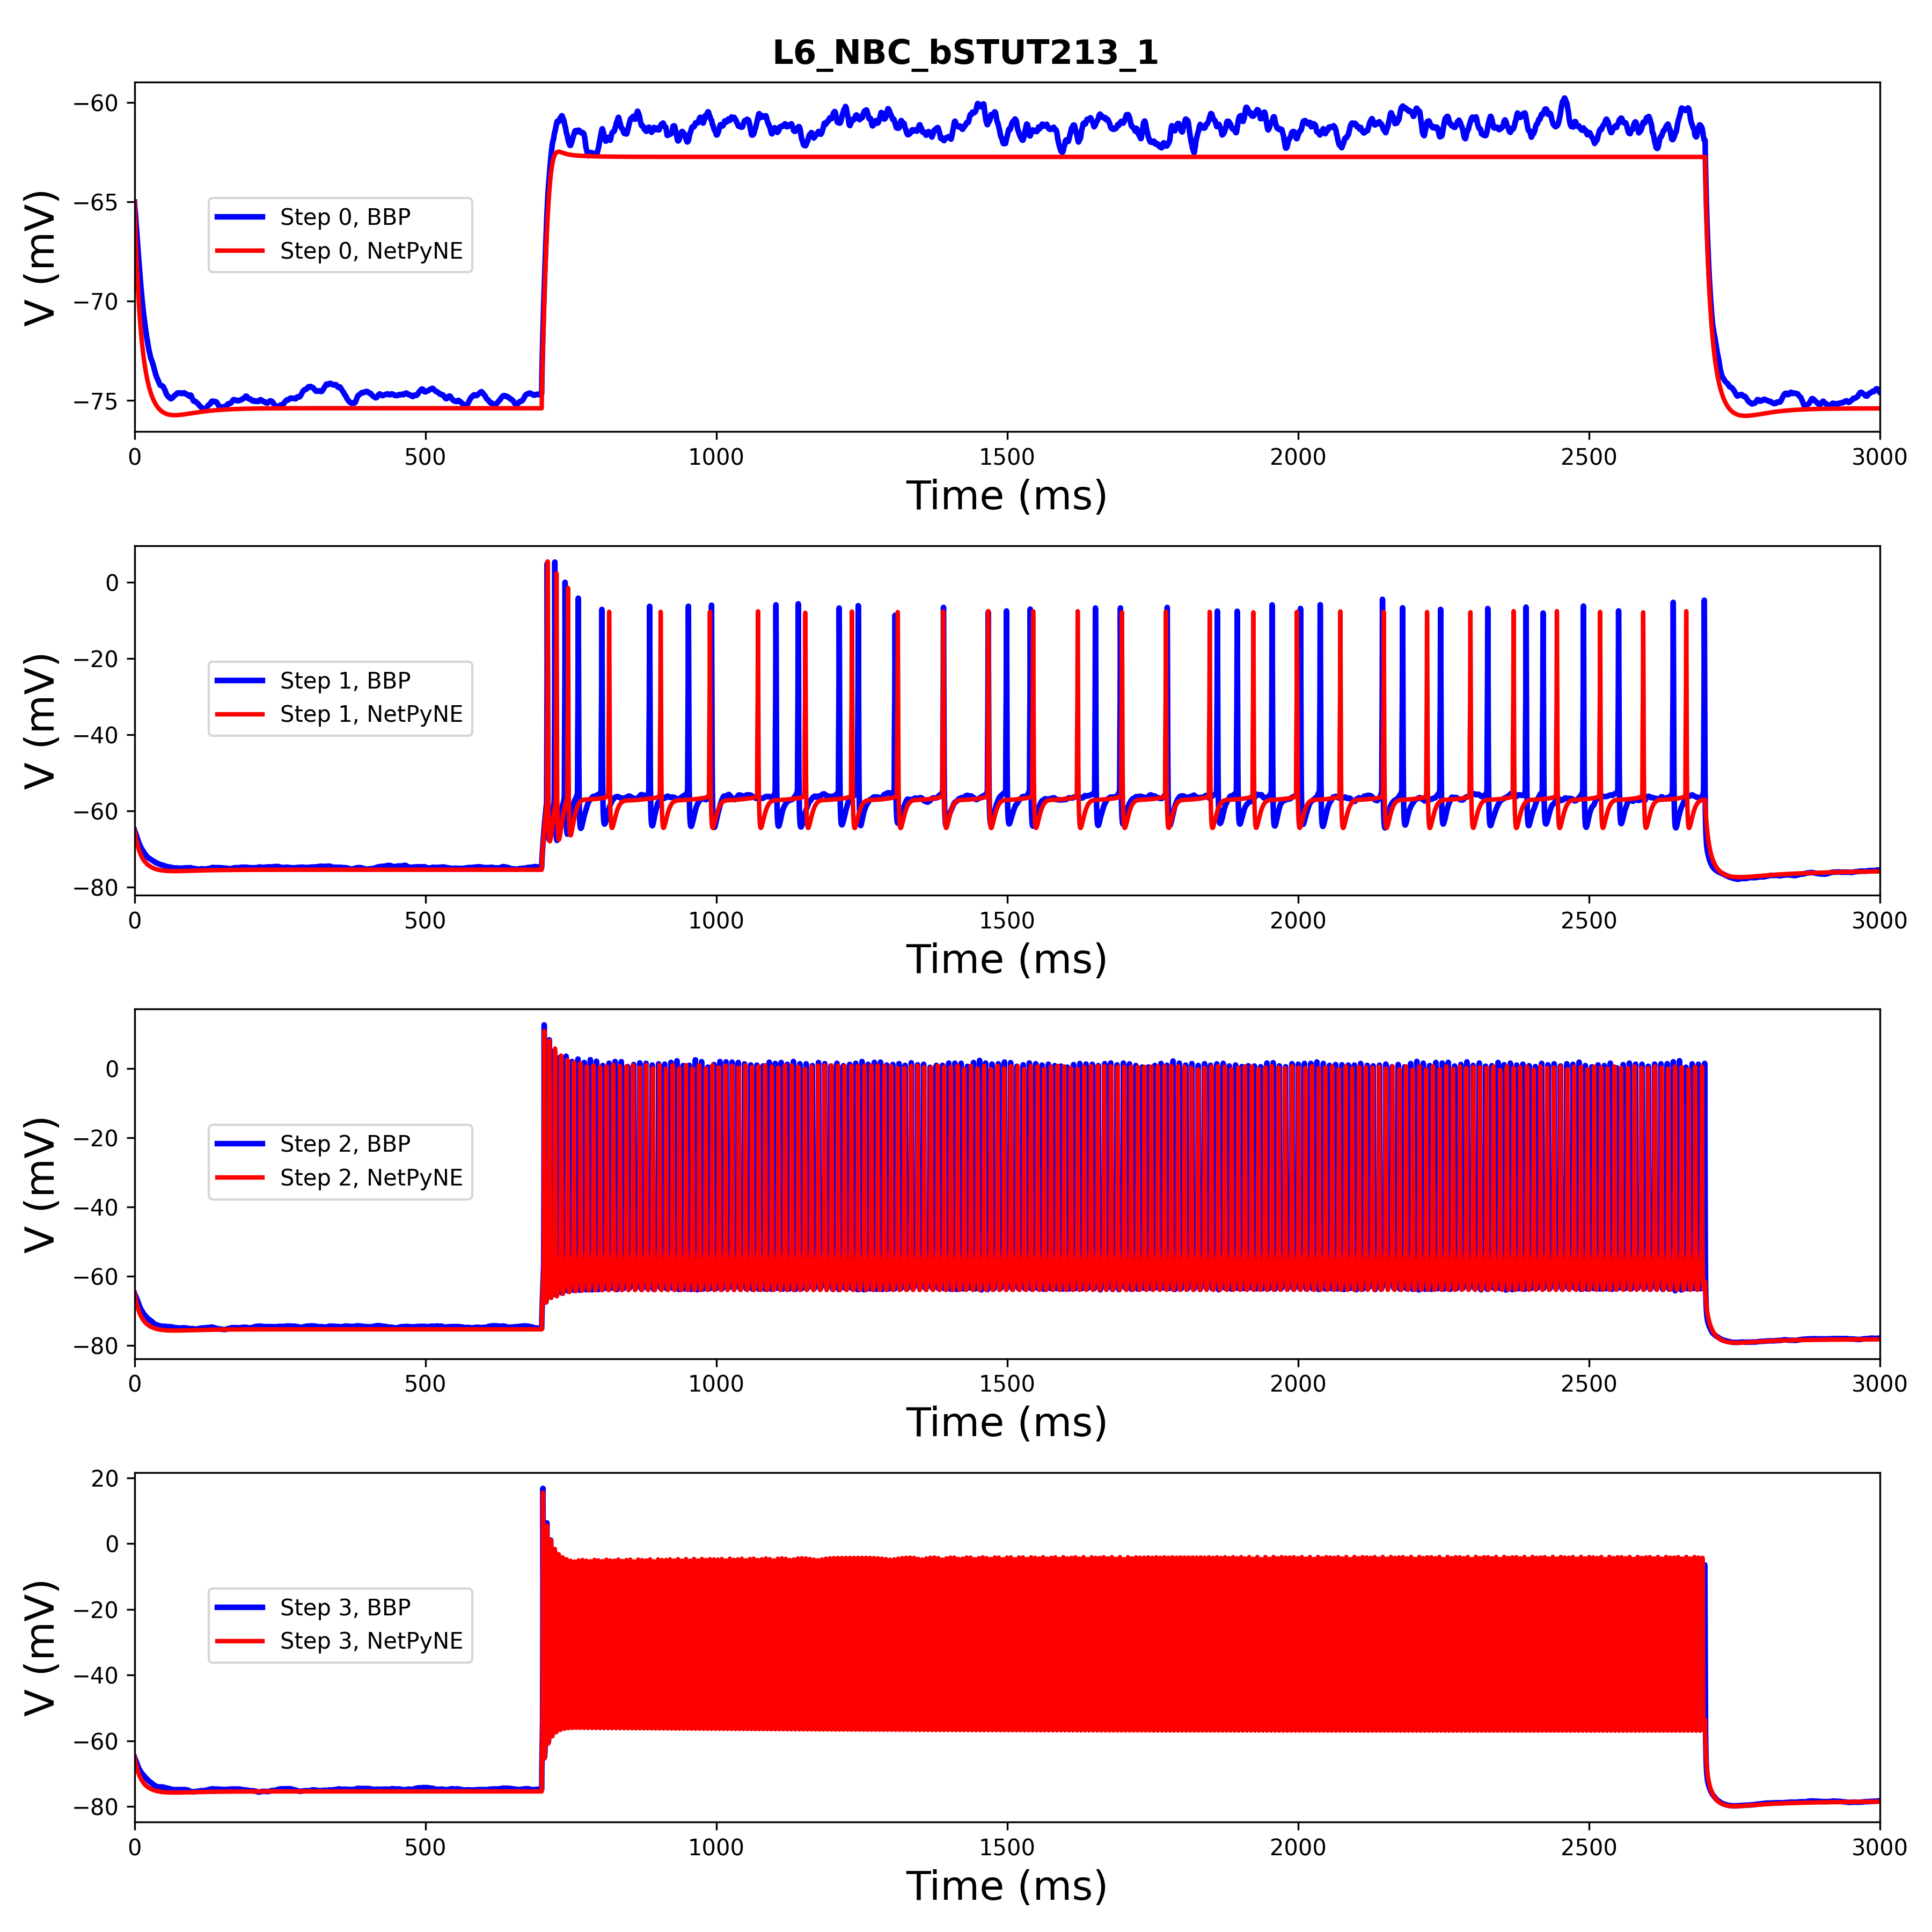 L6_NBC_bSTUT213_1
−60
−65
−70
−75
V (mV)
Step 0, BBP
Step 0, NetPyNE
0 500 1000 1500 2000 2500 3000
Time (ms)
0
−20
−40
−60
−80
V (mV)
Step 1, BBP
Step 1, NetPyNE
0 500 1000 1500 2000 2500 3000
Time (ms)
0
−20
−40
−60
−80
V (mV)
Step 2, BBP
Step 2, NetPyNE
0 500 1000 1500 2000 2500 3000
Time (ms)
20
0
−20
−40
−60
−80
V (mV)
Step 3, BBP
Step 3, NetPyNE
0 500 1000 1500 2000 2500 3000
Time (ms)